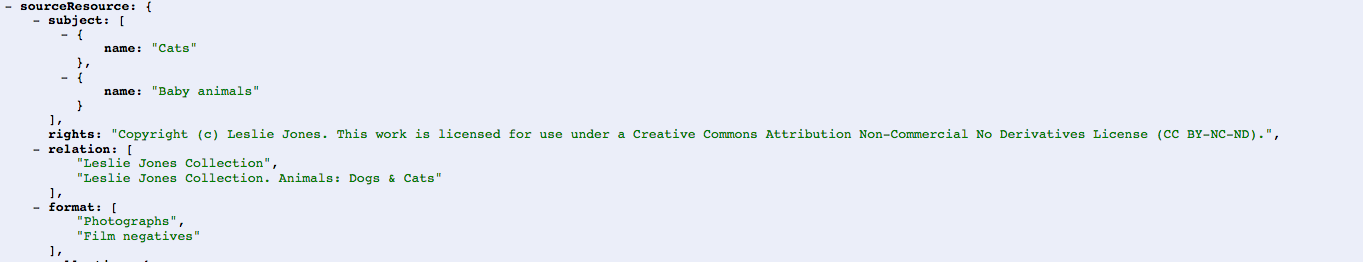 - sourceResource: {
- subject: [
- {
name: "Cats"
},
- {
name: "Baby animals"
}
],
rights: "Copyright (c) Leslie Jones. This work is licensed for use under a Creative Commons Attribution Non-Commercial No Derivatives License (CC BY-NC-ND).",
- relation: [
"Leslie Jones Collection",
"Leslie Jones Collection. Animals: Dogs & Cats"
],
- format: [
"Photographs",
"Film negatives"
],